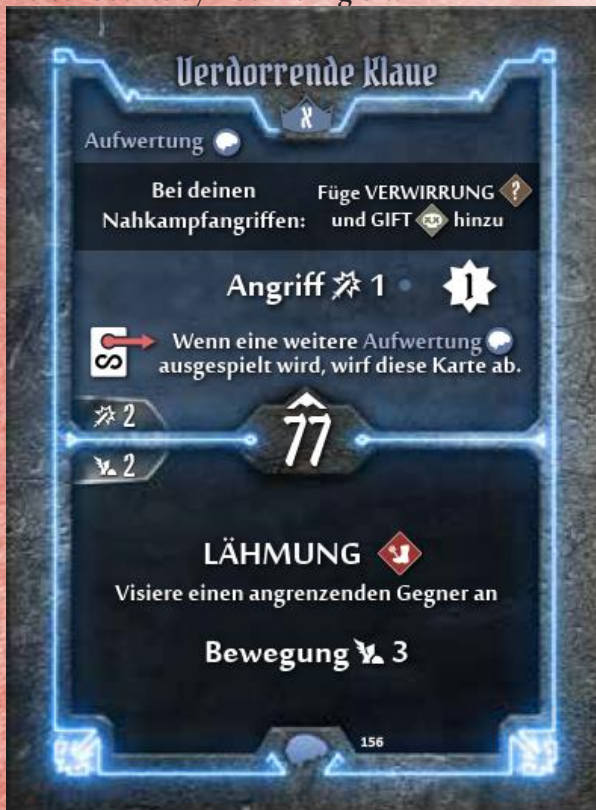 Verdorrende Klaue
X
Aufwertung
Bei deinen Füge VERWIRRUNG ?
Nahkampfangriffen: und GIFT hinzu
Angriff 1 1
Wenn eine weitere Aufwertung
ausgespielt wird, wirf diese Karte ab.
2
77
2
LÄHMUNG
Visiere einen angrenzenden Gegner an
Bewegung 3
156